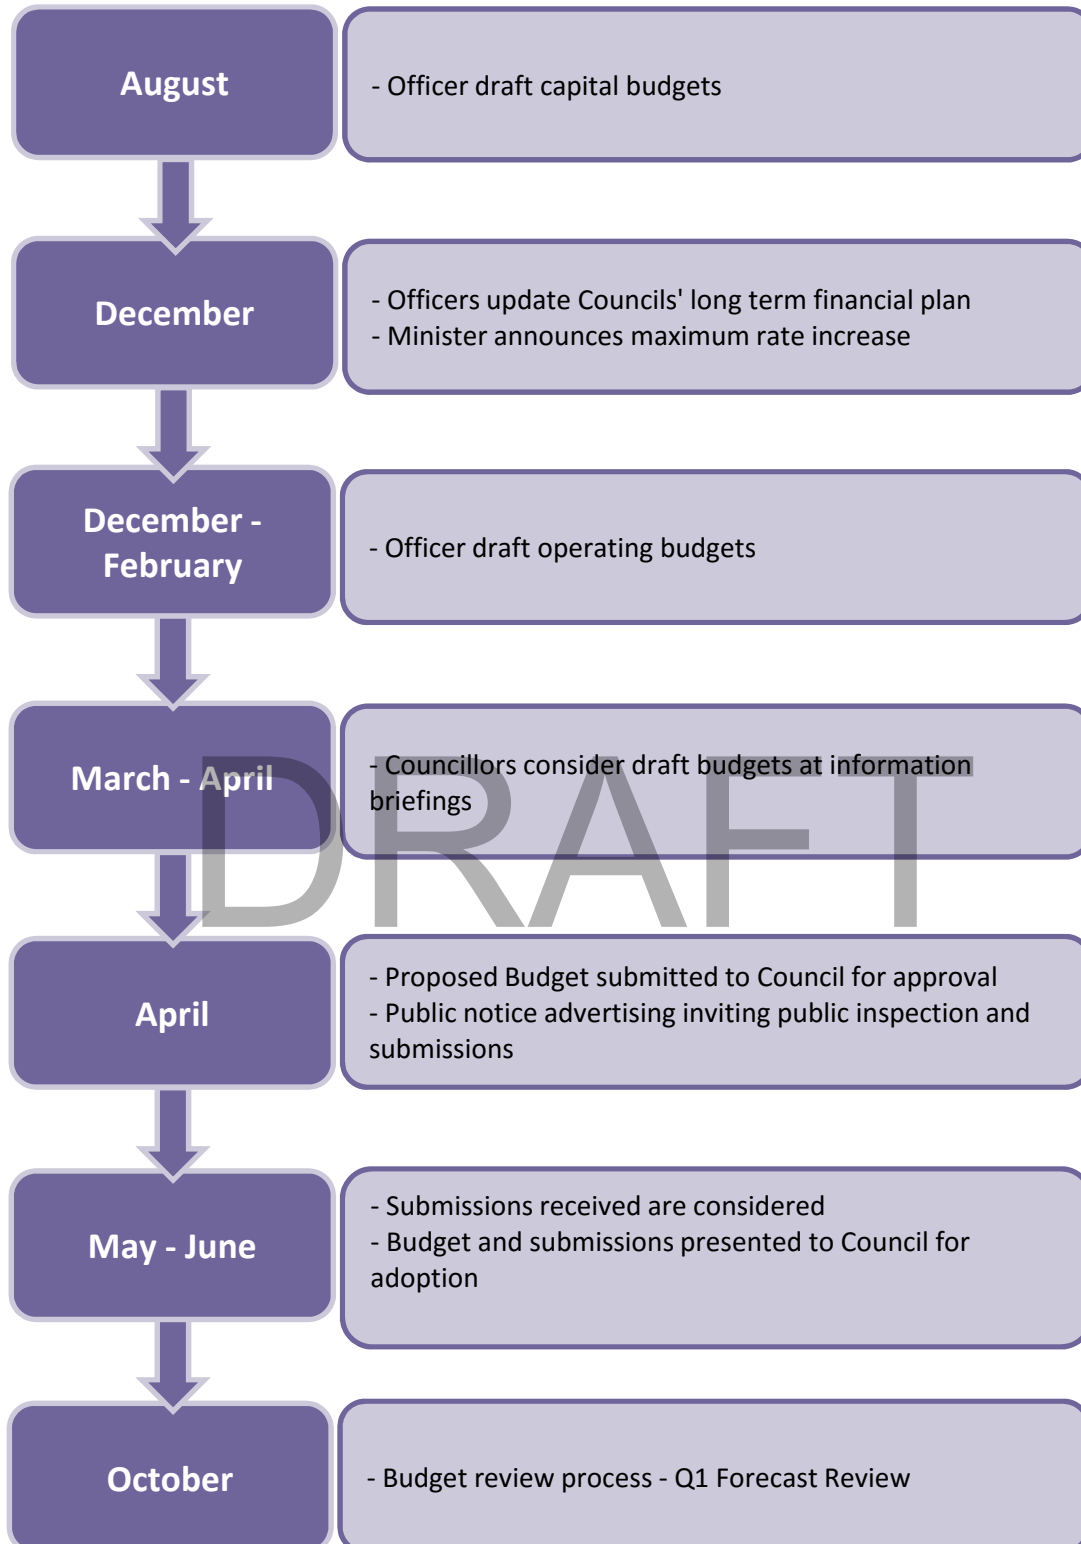 August
- Officer draft capital budgets
December
- Officers update Councils' long term financial plan
- Minister announces maximum rate increase
December -
February
- Officer draft operating budgets
March - April
- Councillors consider draft budgets at information
briefings
DRAFT
April
- Proposed Budget submitted to Council for approval
- Public notice advertising inviting public inspection and
submissions
May - June
- Submissions received are considered
- Budget and submissions presented to Council for
adoption
October
- Budget review process - Q1 Forecast Review